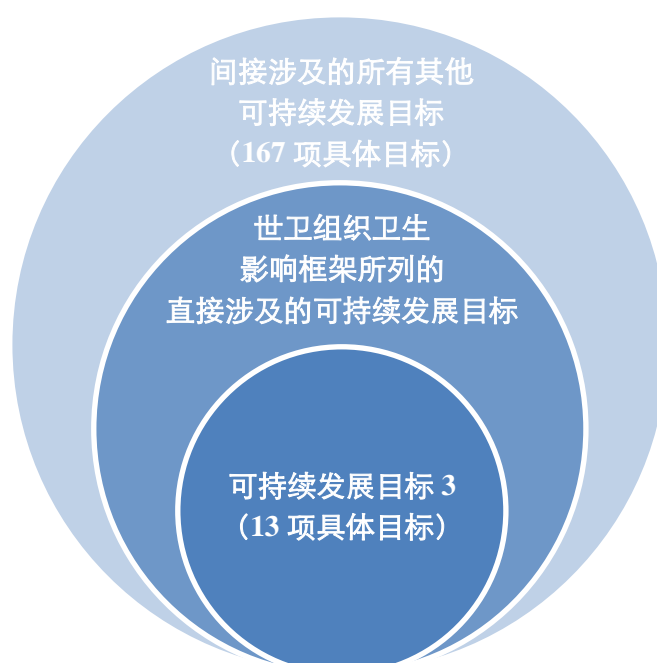 间接涉及的所有其他
可持续发展目标
（167 项具体目标）
世卫组织卫生
影响框架所列的
直接涉及的可持续发展目标
可持续发展目标 3
（13 项具体目标）